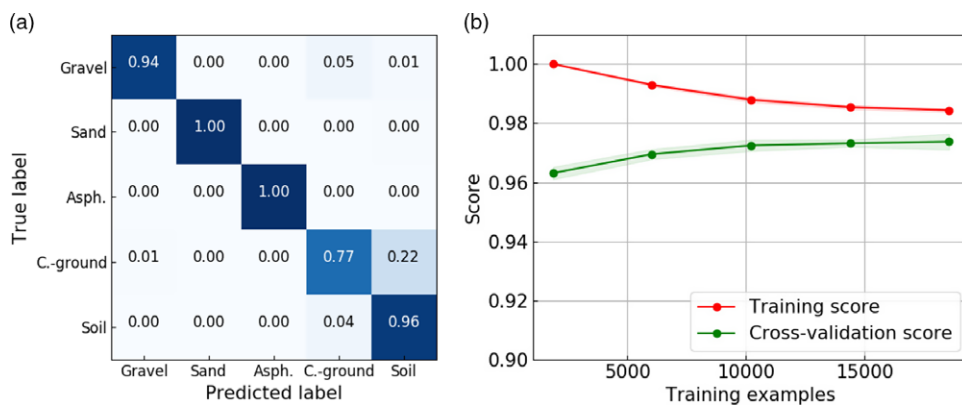 (a)
True label
Gravel 0.94 0.00 0.00 0.05 0.01
Sand 0.00 1.00 0.00 0.00 0.00
Asph. 0.00 0.00 1.00 0.00 0.00
C.-ground 0.01 0.00 0.00 0.77 0.22
Soil 0.00 0.00 0.00 0.04 0.96
Gravel Sand Asph. C.-ground Soil
Predicted label
(b)
Score
1.00
0.98
0.96
0.94
0.92
0.90
Training score
Cross-validation score
5000 10000 15000
Training examples